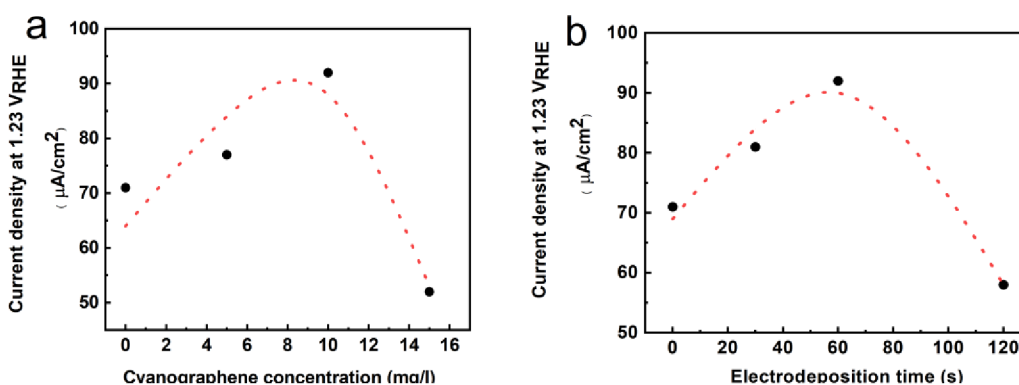 a
Current density at 1.23 VRHE
( μA/cm2)
100
90
80
70
60
50
0 2 4 6 8 10 12 14 16
Cyanographene concentration (mg/l)
b
Current density at 1.23 VRHE
( μA/cm2)
100
90
80
70
60
50
0 20 40 60 80 100 120
Electrodeposition time (s)